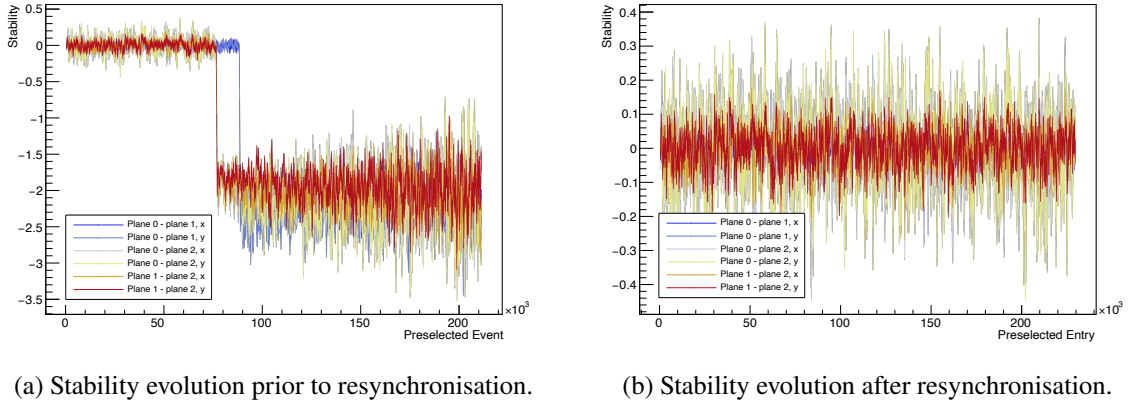 Stability
0.5
0
−0.5
−1
−1.5
−2
−2.5
−3
−3.5
Plane 0 - plane 1, x
Plane 0 - plane 1, y
Plane 0 - plane 2, x
Plane 0 - plane 2, y
Plane 1 - plane 2, x
Plane 1 - plane 2, y
0 50 100 150 200
×10³
Preselected Event
(a) Stability evolution prior to resynchronisation.
Stability
0.4
0.3
0.2
0.1
0
−0.1
−0.2
−0.3
−0.4
Plane 0 - plane 1, x
Plane 0 - plane 1, y
Plane 0 - plane 2, x
Plane 0 - plane 2, y
Plane 1 - plane 2, x
Plane 1 - plane 2, y
0 50 100 150 200
×10³
Preselected Entry
(b) Stability evolution after resynchronisation.